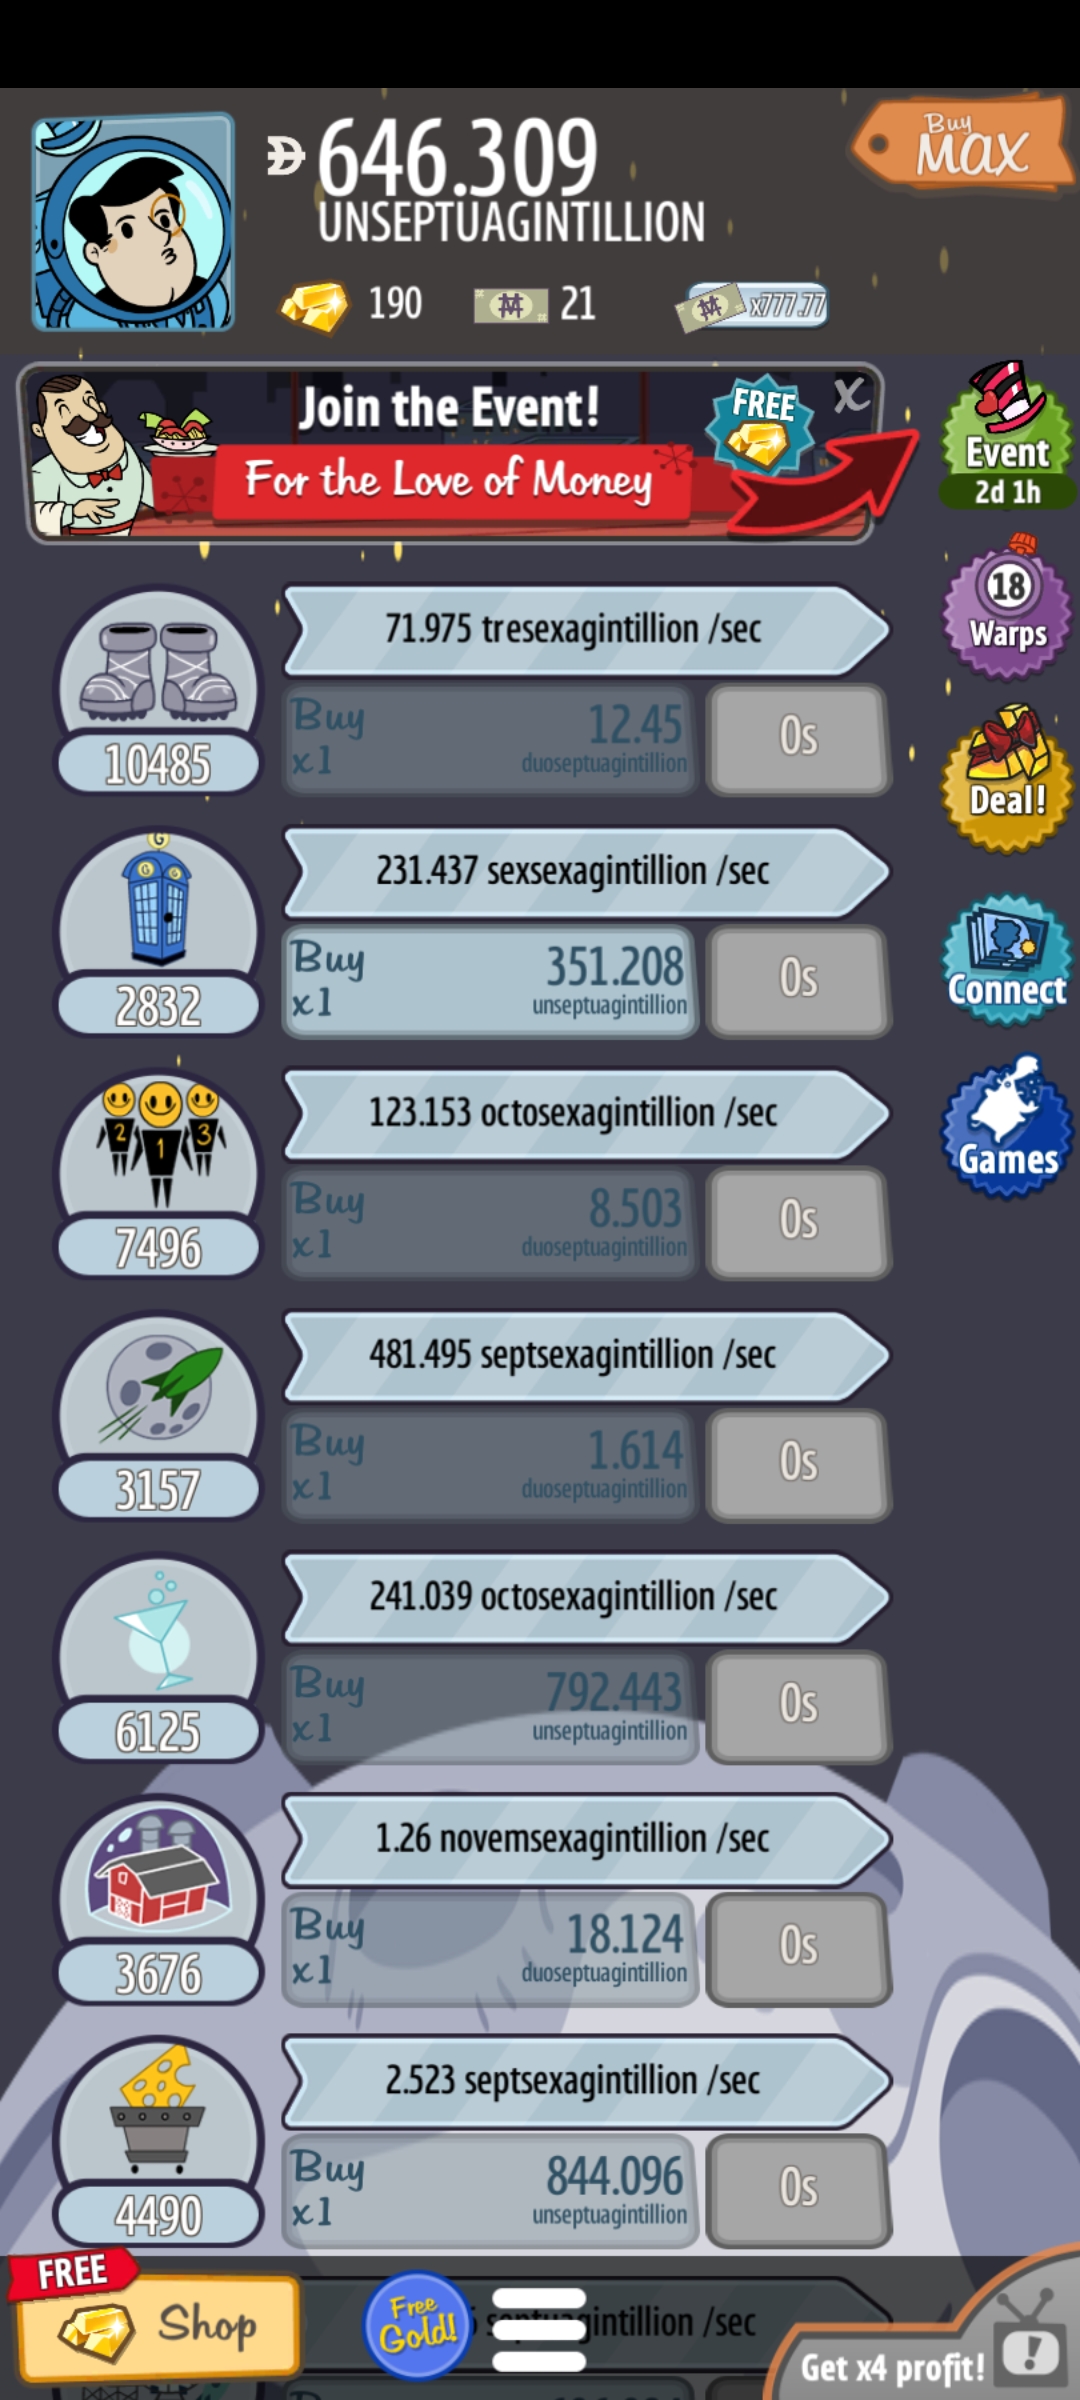 646.309
UNSEPTUAGINTILLION
Buy
MAX
190
21
x777.77
Join the Event!
For the Love of Money
FREE
X
Event
2d 1h
71.975 tresexagintillion /sec
10485
Buy
x1
12.45
duoseptuagintillion
0s
18
Warps
Deal!
231.437 sexsexagintillion /sec
2832
Buy
x1
351.208
unseptuagintillion
0s
Connect
2
1
3
123.153 octosexagintillion /sec
7496
Buy
x1
8.503
duoseptuagintillion
0s
Games
481.495 septsexagintillion /sec
3157
Buy
x1
1.614
duoseptuagintillion
0s
241.039 octosexagintillion /sec
6125
Buy
x1
792.443
unseptuagintillion
0s
1.26 novemsexagintillion /sec
3676
Buy
x1
18.124
duoseptuagintillion
0s
2.523 septsexagintillion /sec
4490
Buy
x1
844.096
unseptuagintillion
0s
FREE
Shop
Free
Gold!
septuagintillion /sec
Get x4 profit!